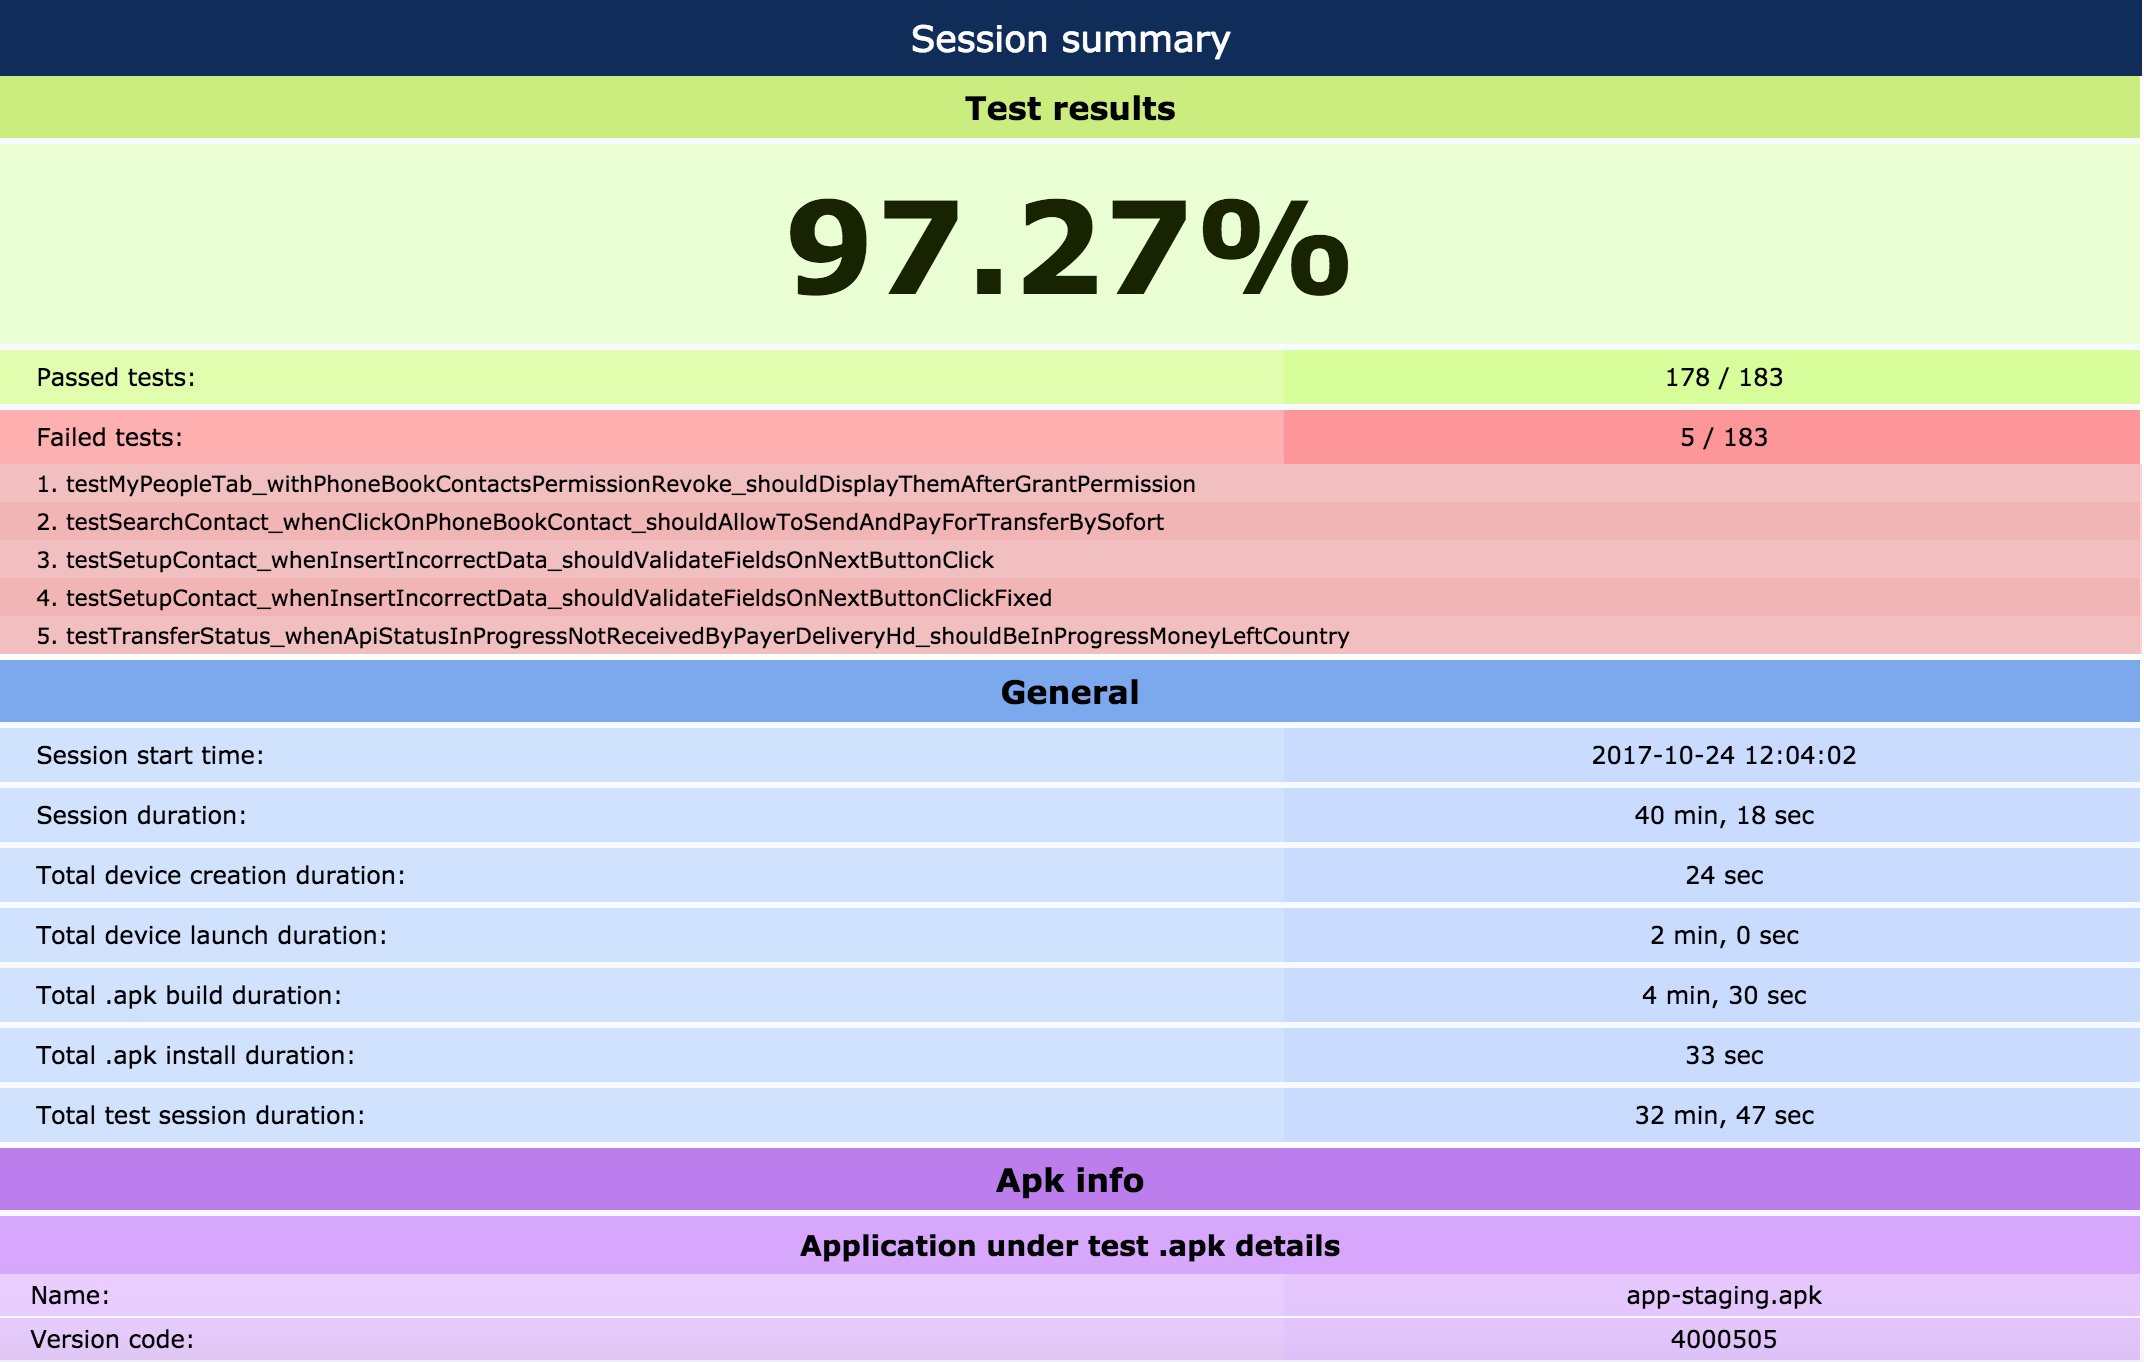 Session summary
Test results
97.27%
Passed tests: 178 / 183
Failed tests: 5 / 183
1. testMyPeopleTab_withPhoneBookContactsPermissionRevoke_shouldDisplayThemAfterGrantPermission
2. testSearchContact_whenClickOnPhoneBookContact_shouldAllowToSendAndPayForTransferBySofort
3. testSetupContact_whenInsertIncorrectData_shouldValidateFieldsOnNextButtonClick
4. testSetupContact_whenInsertIncorrectData_shouldValidateFieldsOnNextButtonClickFixed
5. testTransferStatus_whenApiStatusInProgressNotReceivedByPayerDeliveryHd_shouldBeInProgressMoneyLeftCountry
General
Session start time: 2017-10-24 12:04:02
Session duration: 40 min, 18 sec
Total device creation duration: 24 sec
Total device launch duration: 2 min, 0 sec
Total .apk build duration: 4 min, 30 sec
Total .apk install duration: 33 sec
Total test session duration: 32 min, 47 sec
Apk info
Application under test .apk details
Name: app-staging.apk
Version code: 4000505